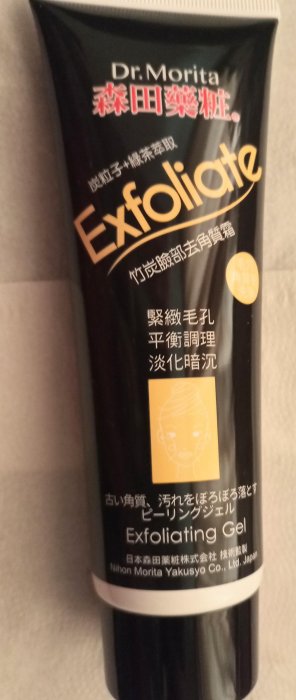 Dr.Morita
森田藥粧®
炭粒子+綠茶萃取
Exfoliate
竹炭臉部去角質霜
緊緻毛孔
平衡調理
淡化暗沉
古い角質、汚れをぽろぽろ落とす
ピーリングジェル
Exfoliating Gel
日本森田薬粧株式会社 技術監製
Nihon Morita Yakusyo Co., Ltd. Japan